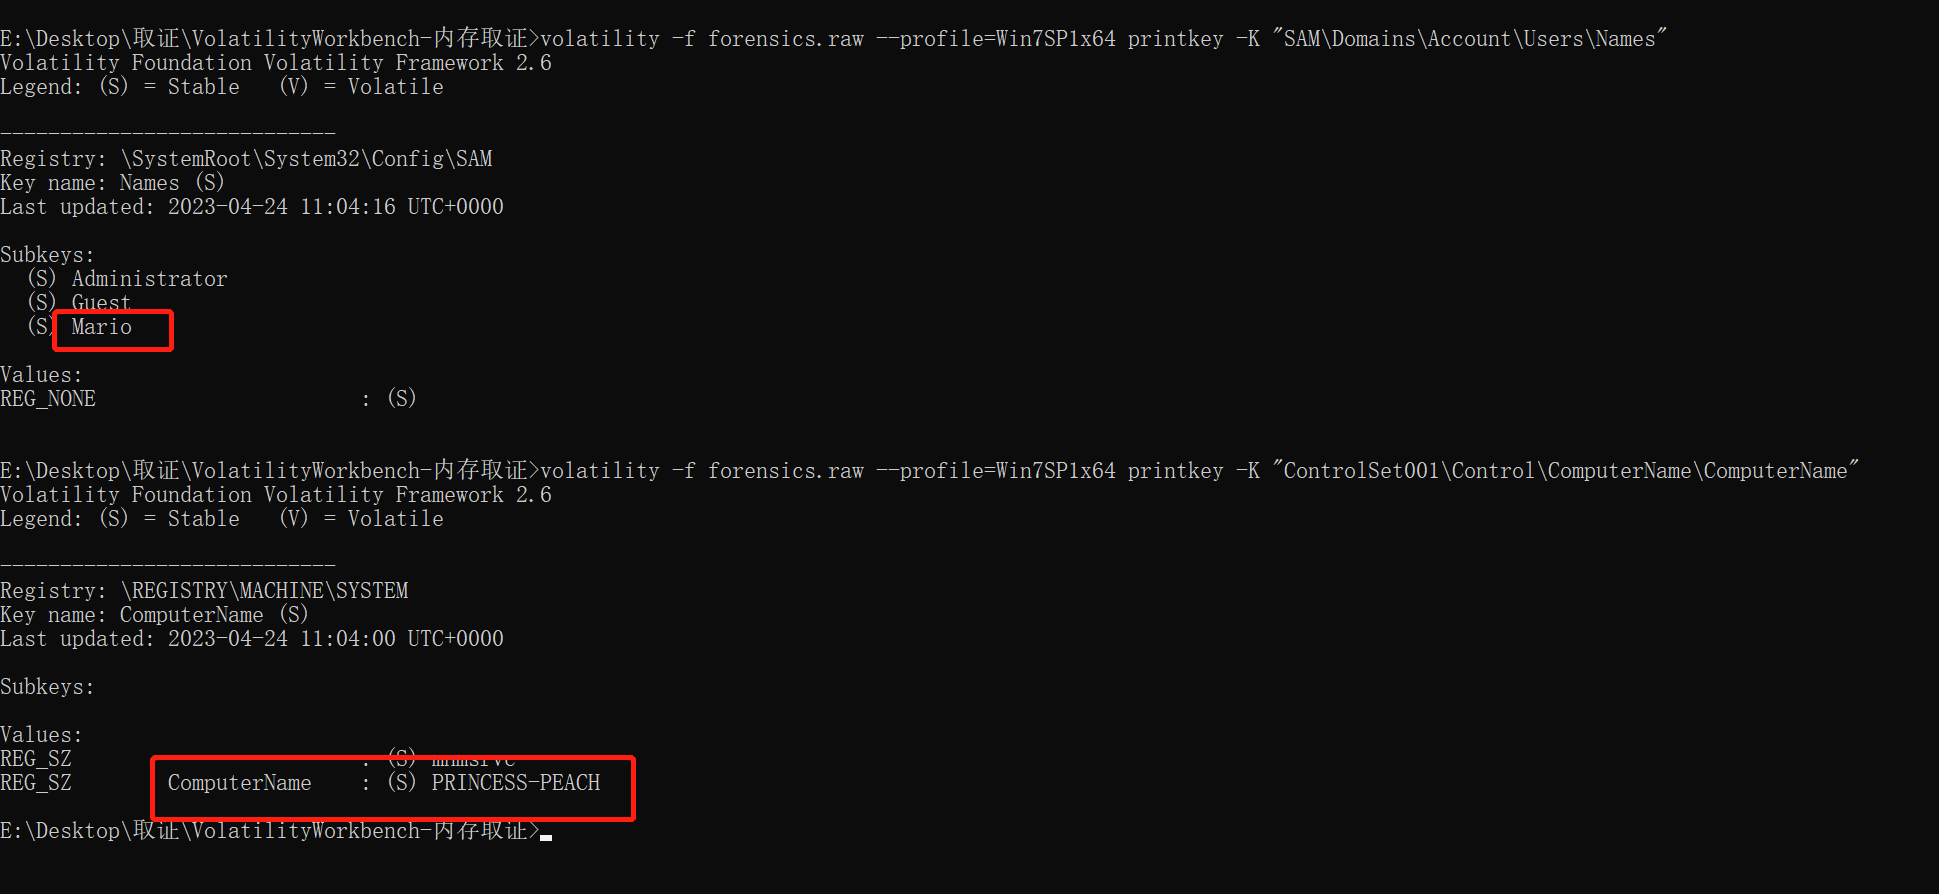 E:\Desktop\取证\VolatilityWorkbench-内存取证>volatility -f forensics.raw --profile=Win7SP1x64 printkey -K "SAM\Domains\Account\Users\Names"
Volatility Foundation Volatility Framework 2.6
Legend: (S) = Stable   (V) = Volatile
----------------------------
Registry: \SystemRoot\System32\Config\SAM
Key name: Names (S)
Last updated: 2023-04-24 11:04:16 UTC+0000
Subkeys:
  (S) Administrator
  (S) Guest
  (S) Mario
Values:
REG_NONE                      : (S)
E:\Desktop\取证\VolatilityWorkbench-内存取证>volatility -f forensics.raw --profile=Win7SP1x64 printkey -K "ControlSet001\Control\ComputerName\ComputerName"
Volatility Foundation Volatility Framework 2.6
Legend: (S) = Stable   (V) = Volatile
----------------------------
Registry: \REGISTRY\MACHINE\SYSTEM
Key name: ComputerName (S)
Last updated: 2023-04-24 11:04:00 UTC+0000
Subkeys:
Values:
REG_SZ                        : (S) mnmsrvc
REG_SZ        ComputerName    : (S) PRINCESS-PEACH
E:\Desktop\取证\VolatilityWorkbench-内存取证>